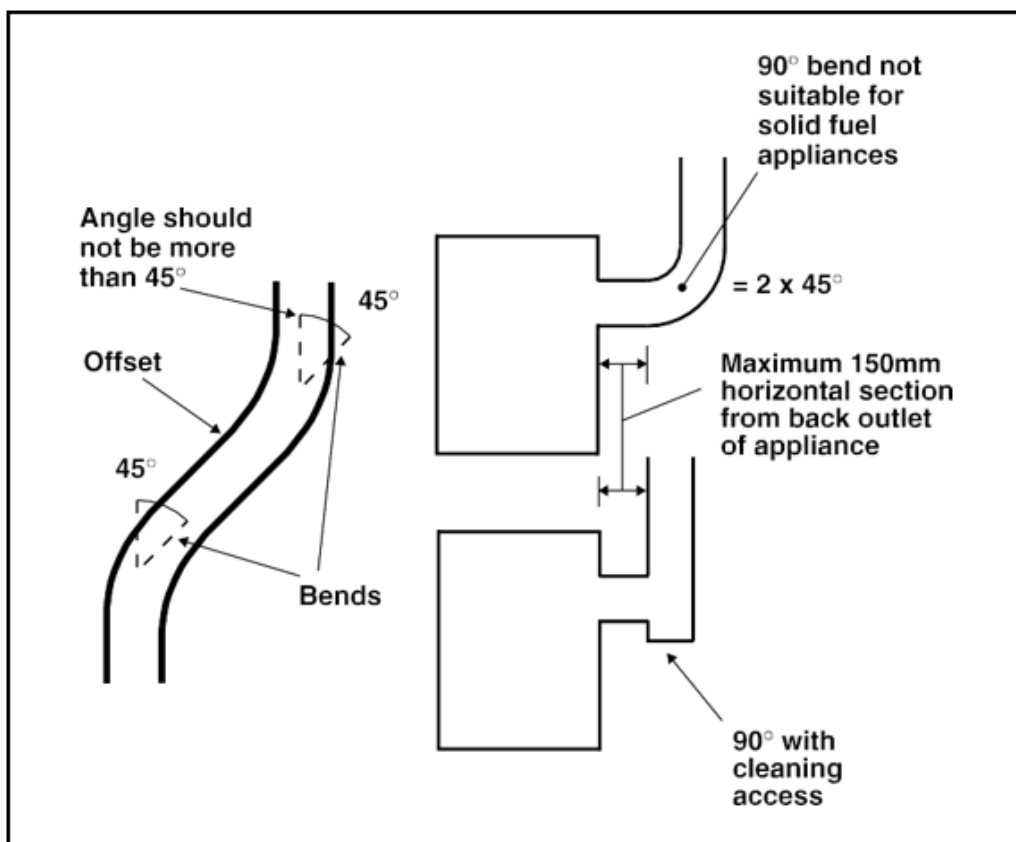 90° bend not
suitable for
solid fuel
appliances
Angle should
not be more
than 45°
45°
= 2 x 45°
Offset
Maximum 150mm
horizontal section
from back outlet
of appliance
45°
Bends
90° with
cleaning
access